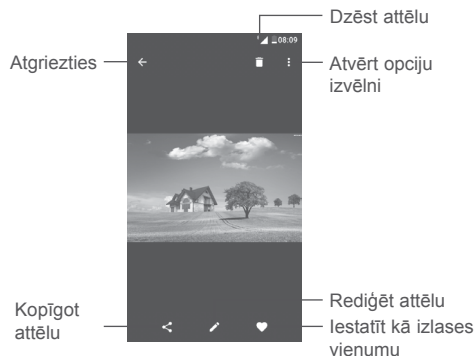 Dzēst attēlu
08:09
Atgriezties
Atvērt opciju
izvēlni
Rediģēt attēlu
Kopīgot
attēlu
Iestatīt kā izlases
vienumu